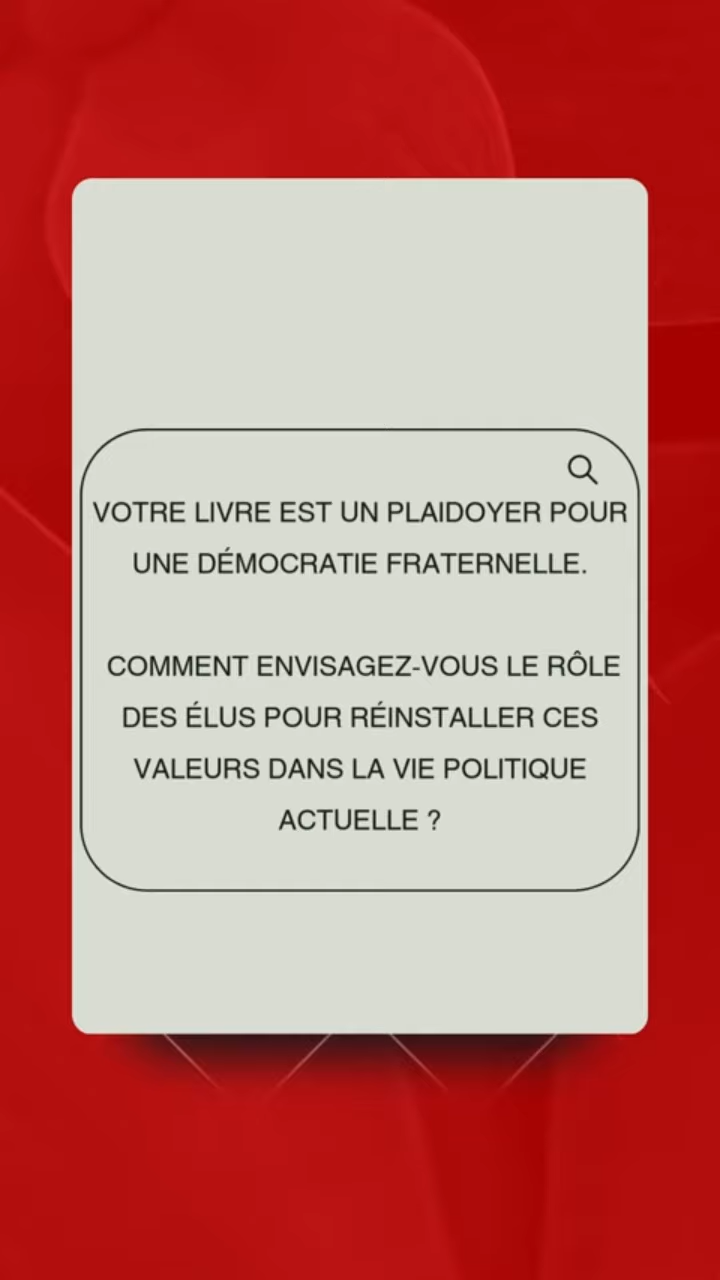 VOTRE LIVRE EST UN PLAIDOYER POUR
UNE DÉMOCRATIE FRATERNELLE.
COMMENT ENVISAGEZ-VOUS LE RÔLE
DES ÉLUS POUR RÉINSTALLER CES
VALEURS DANS LA VIE POLITIQUE
ACTUELLE ?